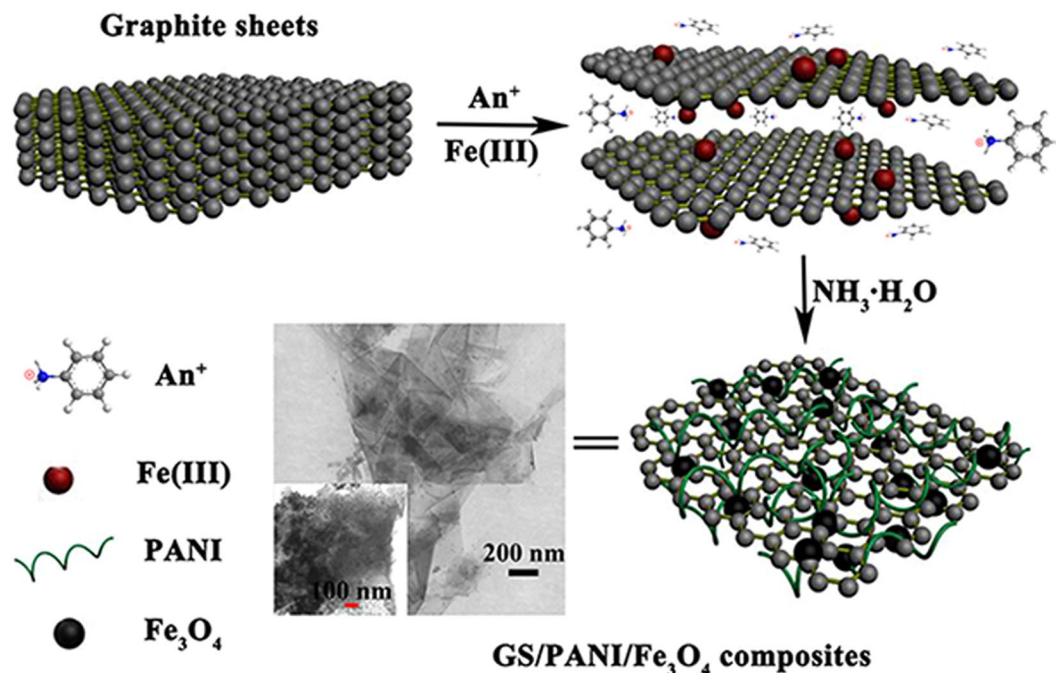 Graphite sheets
An⁺
Fe(III)
NH₃·H₂O
An⁺
Fe(III)
PANI
Fe₃O₄
200 nm
100 nm
GS/PANI/Fe₃O₄ composites